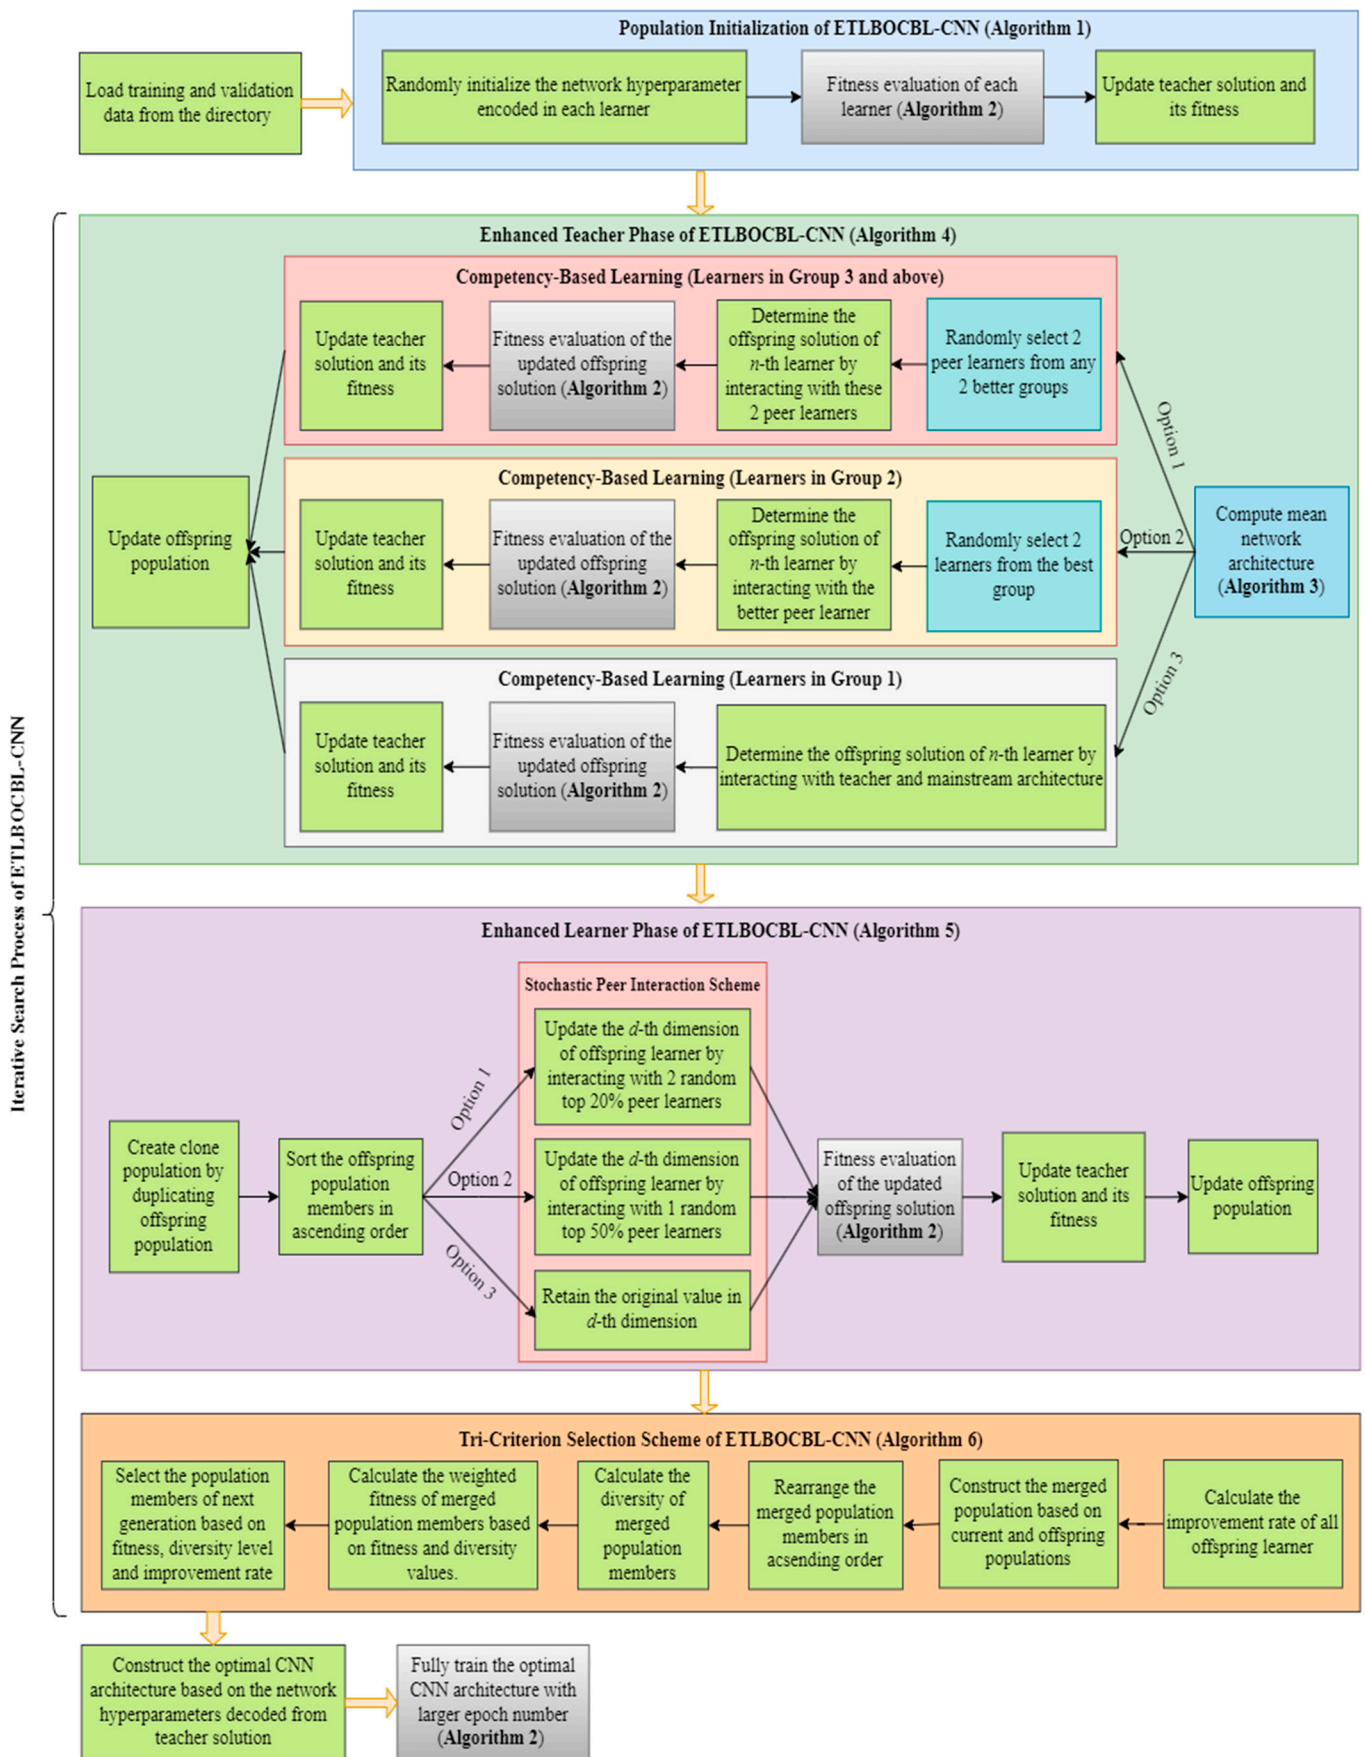 Population Initialization of ETLBOCBL-CNN (Algorithm 1)
Load training and validation
data from the directory
Randomly initialize the network hyperparameter
encoded in each learner
Fitness evaluation of each
learner (Algorithm 2)
Update teacher solution and
its fitness
Iterative Search Process of ETLBOCBL-CNN
Enhanced Teacher Phase of ETLBOCBL-CNN (Algorithm 4)
Competency-Based Learning (Learners in Group 3 and above)
Update teacher
solution and its
fitness
Fitness evaluation of the
updated offspring
solution (Algorithm 2)
Determine the
offspring solution of
n-th learner by
interacting with these
2 peer learners
Randomly select 2
peer learners from any
2 better groups
Option 1
Competency-Based Learning (Learners in Group 2)
Update offspring
population
Update teacher
solution and its
fitness
Fitness evaluation of the
updated offspring
solution (Algorithm 2)
Determine the
offspring solution of
n-th learner by
interacting with the
better peer learner
Randomly select 2
learners from the best
group
Option 2
Compute mean
network
architecture
(Algorithm 3)
Option 3
Competency-Based Learning (Learners in Group 1)
Update teacher
solution and its
fitness
Fitness evaluation of the
updated offspring
solution (Algorithm 2)
Determine the offspring solution of n-th learner by
interacting with teacher and mainstream architecture
Enhanced Learner Phase of ETLBOCBL-CNN (Algorithm 5)
Stochastic Peer Interaction Scheme
Create clone
population by
duplicating
offspring
population
Sort the offspring
population
members in
ascending order
Option 1
Option 2
Option 3
Update the d-th dimension
of offspring learner by
interacting with 2 random
top 20% peer learners
Update the d-th dimension
of offspring learner by
interacting with 1 random
top 50% peer learners
Retain the original value in
d-th dimension
Fitness evaluation
of the updated
offspring solution
(Algorithm 2)
Update teacher
solution and its
fitness
Update offspring
population
Tri-Criterion Selection Scheme of ETLBOCBL-CNN (Algorithm 6)
Select the population
members of next
generation based on
fitness, diversity level
and improvement rate
Calculate the weighted
fitness of merged
population members based
on fitness and diversity
values.
Calculate the
diversity of
merged
population
members
Rearrange the
merged population
members in
acsending order
Construct the merged
population based on
current and offspring
populations
Calculate the
improvement rate of all
offspring learner
Construct the optimal CNN
architecture based on the network
hyperparameters decoded from
teacher solution
Fully train the optimal
CNN architecture with
larger epoch number
(Algorithm 2)